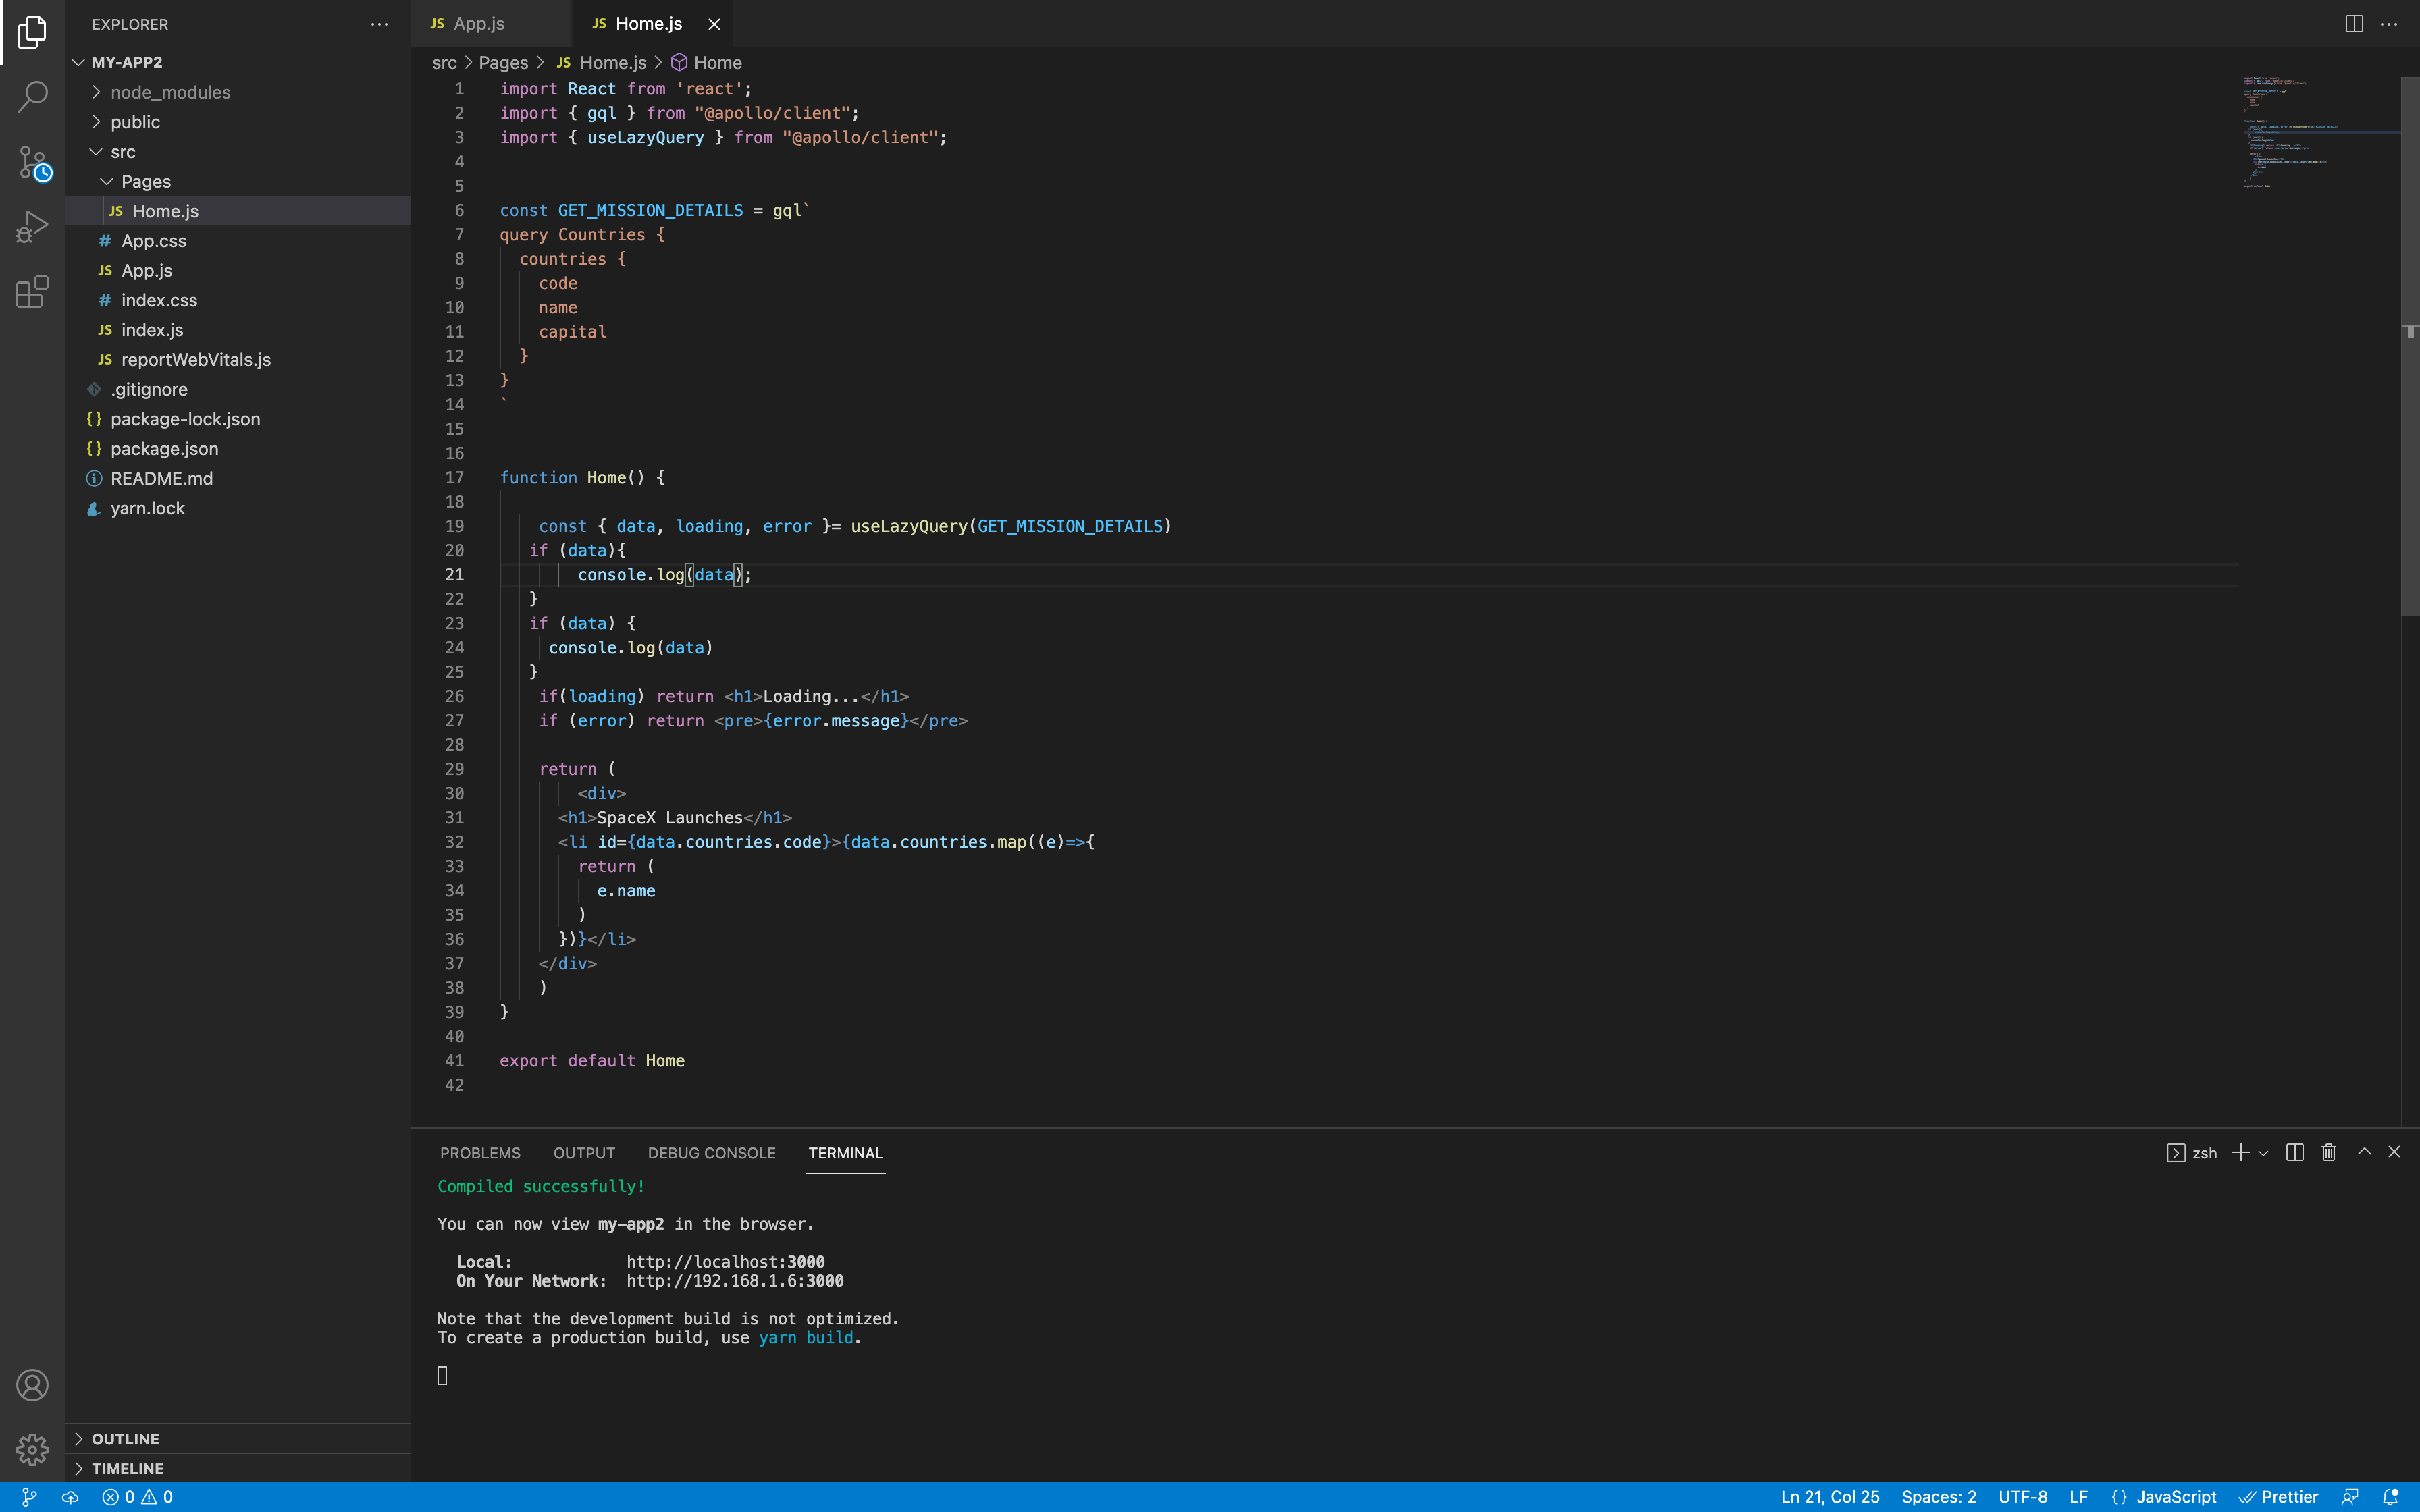 EXPLORER
MY-APP2
node_modules
public
src
Pages
JS Home.js
# App.css
JS App.js
# index.css
JS index.js
JS reportWebVitals.js
.gitignore
{} package-lock.json
{} package.json
README.md
yarn.lock
OUTLINE
TIMELINE
JS App.js
JS Home.js
src > Pages > JS Home.js > Home
1 import React from 'react';
2 import { gql } from "@apollo/client";
3 import { useLazyQuery } from "@apollo/client";
4
5
6 const GET_MISSION_DETAILS = gql`
7 query Countries {
8 countries {
9 code
10 name
11 capital
12 }
13 }
14 `
15
16
17 function Home() {
18
19 const { data, loading, error }= useLazyQuery(GET_MISSION_DETAILS)
20 if (data){
21 console.log(data);
22 }
23 if (data) {
24 console.log(data)
25 }
26 if(loading) return <h1>Loading...</h1>
27 if (error) return <pre>{error.message}</pre>
28
29 return (
30 <div>
31 <h1>SpaceX Launches</h1>
32 <li id={data.countries.code}>{data.countries.map((e)=>{
33 return (
34 e.name
35 )
36 })}</li>
37 </div>
38 )
39 }
40
41 export default Home
42
PROBLEMS OUTPUT DEBUG CONSOLE TERMINAL
zsh
Compiled successfully!
You can now view my-app2 in the browser.
Local: http://localhost:3000
On Your Network: http://192.168.1.6:3000
Note that the development build is not optimized.
To create a production build, use yarn build.
0 0
Ln 21, Col 25 Spaces: 2 UTF-8 LF {} JavaScript Prettier